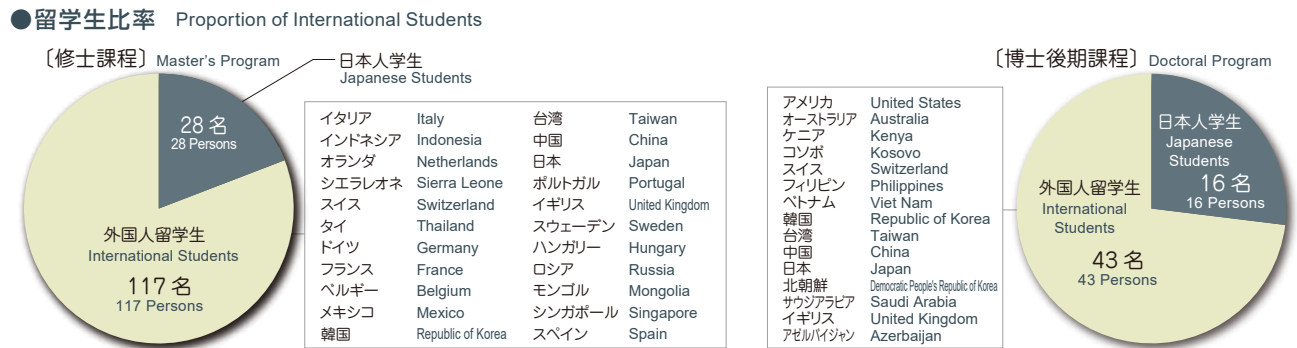 ●留学生比率 Proportion of International Students
〔修士課程〕 Master's Program
日本人学生
Japanese Students
28 名
28 Persons
外国人留学生
International Students
117 名
117 Persons
イタリア Italy 台湾 Taiwan
インドネシア Indonesia 中国 China
オランダ Netherlands 日本 Japan
シエラレオネ Sierra Leone ポルトガル Portugal
スイス Switzerland イギリス United Kingdom
タイ Thailand スウェーデン Sweden
ドイツ Germany ハンガリー Hungary
フランス France ロシア Russia
ベルギー Belgium モンゴル Mongolia
メキシコ Mexico シンガポール Singapore
韓国 Republic of Korea スペイン Spain
〔博士後期課程〕 Doctoral Program
アメリカ United States
オーストラリア Australia
ケニア Kenya
コソボ Kosovo
スイス Switzerland
フィリピン Philippines
ベトナム Viet Nam
韓国 Republic of Korea
台湾 Taiwan
中国 China
日本 Japan
北朝鮮 Democratic People's Republic of Korea
サウジアラビア Saudi Arabia
イギリス United Kingdom
アゼルバイジャン Azerbaijan
日本人学生
Japanese
Students
16 名
16 Persons
外国人留学生
International
Students
43 名
43 Persons